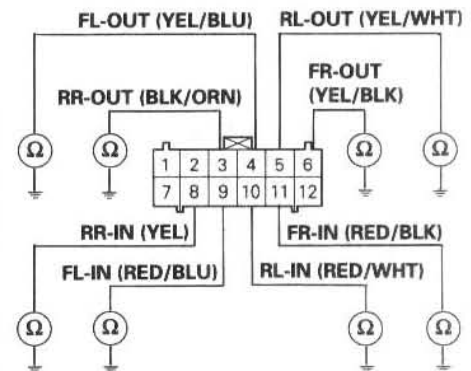 FL-OUT (YEL/BLU)
RL-OUT (YEL/WHT)
RR-OUT (BLK/ORN)
FR-OUT
(YEL/BLK)
Ω Ω Ω Ω
1 2 3 4 5 6
7 8 9 10 11 12
RR-IN (YEL)
FR-IN (RED/BLK)
FL-IN (RED/BLU)
RL-IN (RED/WHT)
Ω Ω Ω Ω